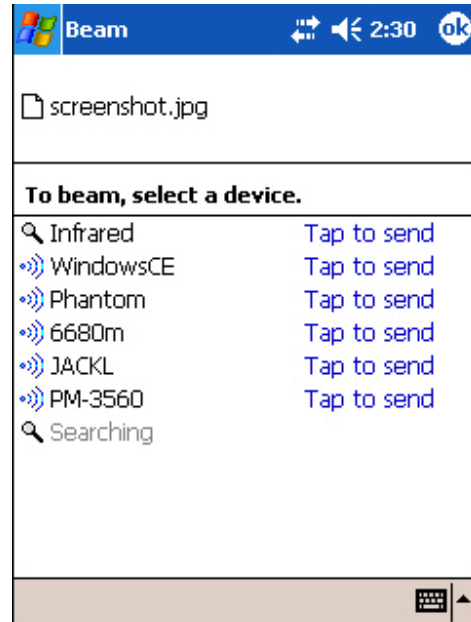 Beam 2:30 ok
screenshot.jpg
To beam, select a device.
Infrared Tap to send
WindowsCE Tap to send
Phantom Tap to send
6680m Tap to send
JACKL Tap to send
PM-3560 Tap to send
Searching